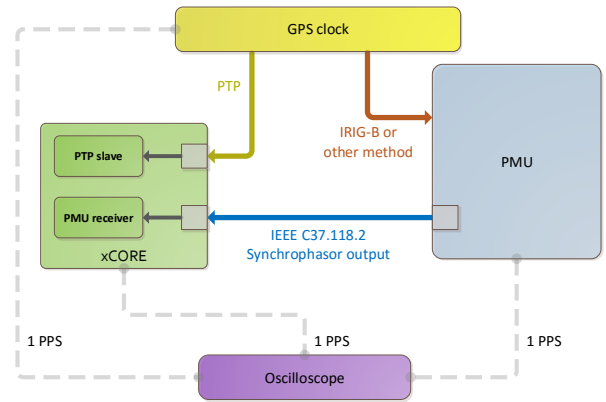 GPS clock
PTP
IRIG-B or
other method
PMU
PTP slave
PMU receiver
xCORE
IEEE C37.118.2
Synchrophasor output
1 PPS
1 PPS
1 PPS
Oscilloscope